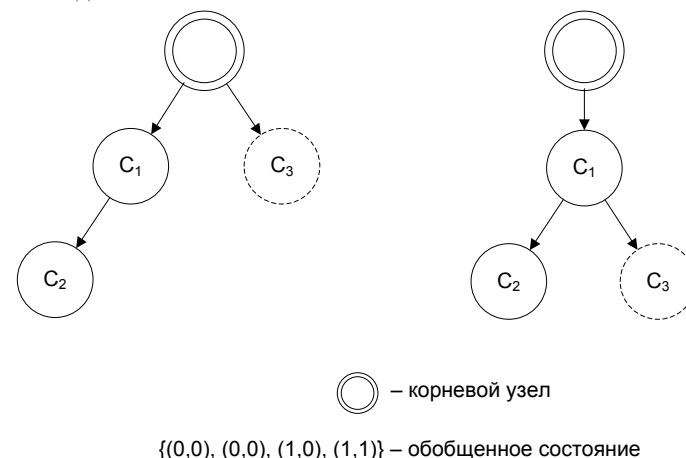 C₁
C₃
C₂
C₁
C₂
C₃
– корневой узел
{(0,0), (0,0), (1,0), (1,1)} – обобщенное состояние